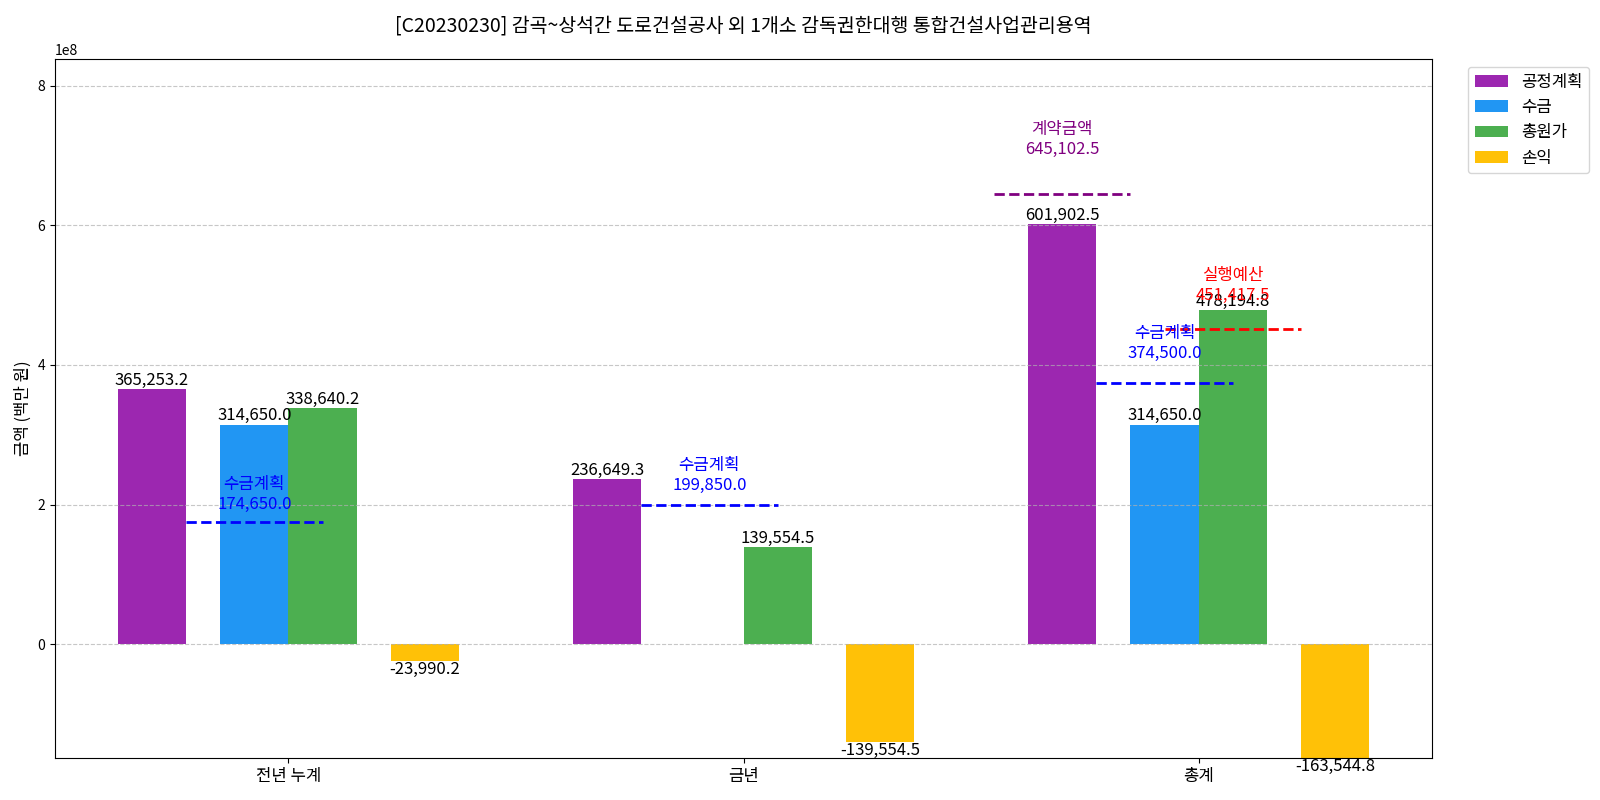 [C20230230] 감곡~상석간 도로건설공사 외 1개소 감독권한대행 통합건설사업관리용역
1e8
금액 (백만 원)
8
6
4
2
0
365,253.2
314,650.0
338,640.2
수금계획
174,650.0
-23,990.2
236,649.3
수금계획
199,850.0
139,554.5
-139,554.5
계약금액
645,102.5
601,902.5
실행예산
451,417.5
478,194.8
수금계획
374,500.0
314,650.0
-163,544.8
전년 누계
금년
총계
공정계획
수금
총원가
손익